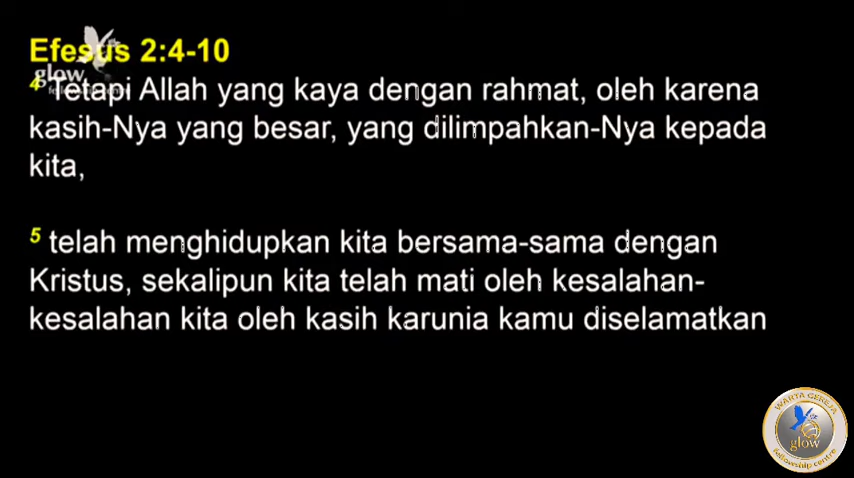 Efesus 2:4-10
glow
fellowship centre
4 Tetapi Allah yang kaya dengan rahmat, oleh karena
kasih-Nya yang besar, yang dilimpahkan-Nya kepada
kita,
5 telah menghidupkan kita bersama-sama dengan
Kristus, sekalipun kita telah mati oleh kesalahan-
kesalahan kita oleh kasih karunia kamu diselamatkan
WARTA GEREJA
glow
fellowship centre